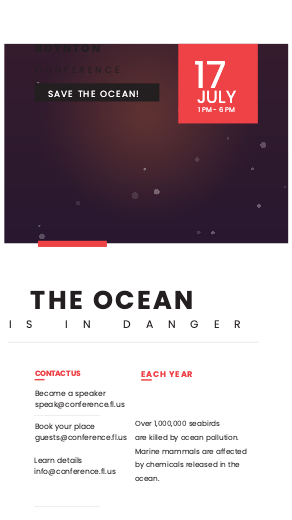 BOYNTON
CONFERENCE
SAVE THE OCEAN!
17
JULY
1 PM - 6 PM
THE OCEAN
IS IN DANGER
CONTACT US
Become a speaker
speak@conference.fl.us
Book your place
guests@conference.fl.us
Learn details
info@conference.fl.us
EACH YEAR
Over 1,000,000 seabirds
are killed by ocean pollution.
Marine mammals are affected
by chemicals released in the
ocean.